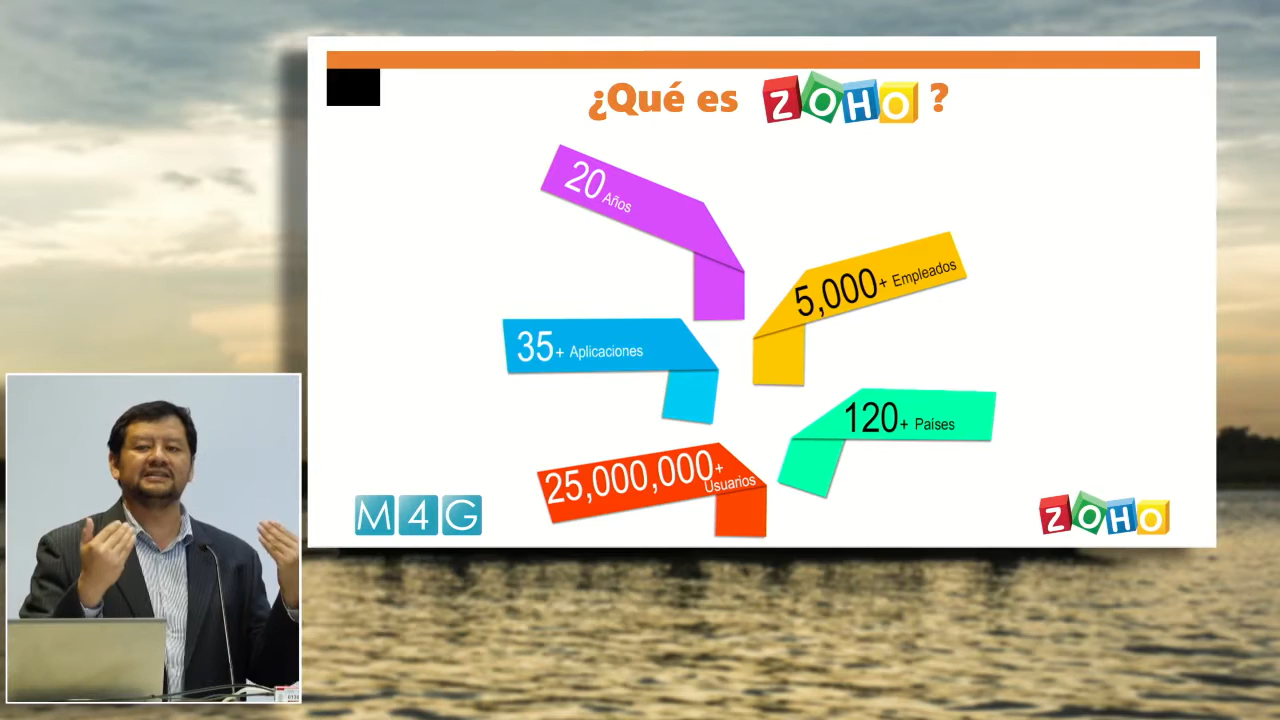 ¿Qué es ZOHO ?
20 Años
5,000+ Empleados
35+ Aplicaciones
120+ Países
25,000,000+
Usuarios
M4G
ZOHO